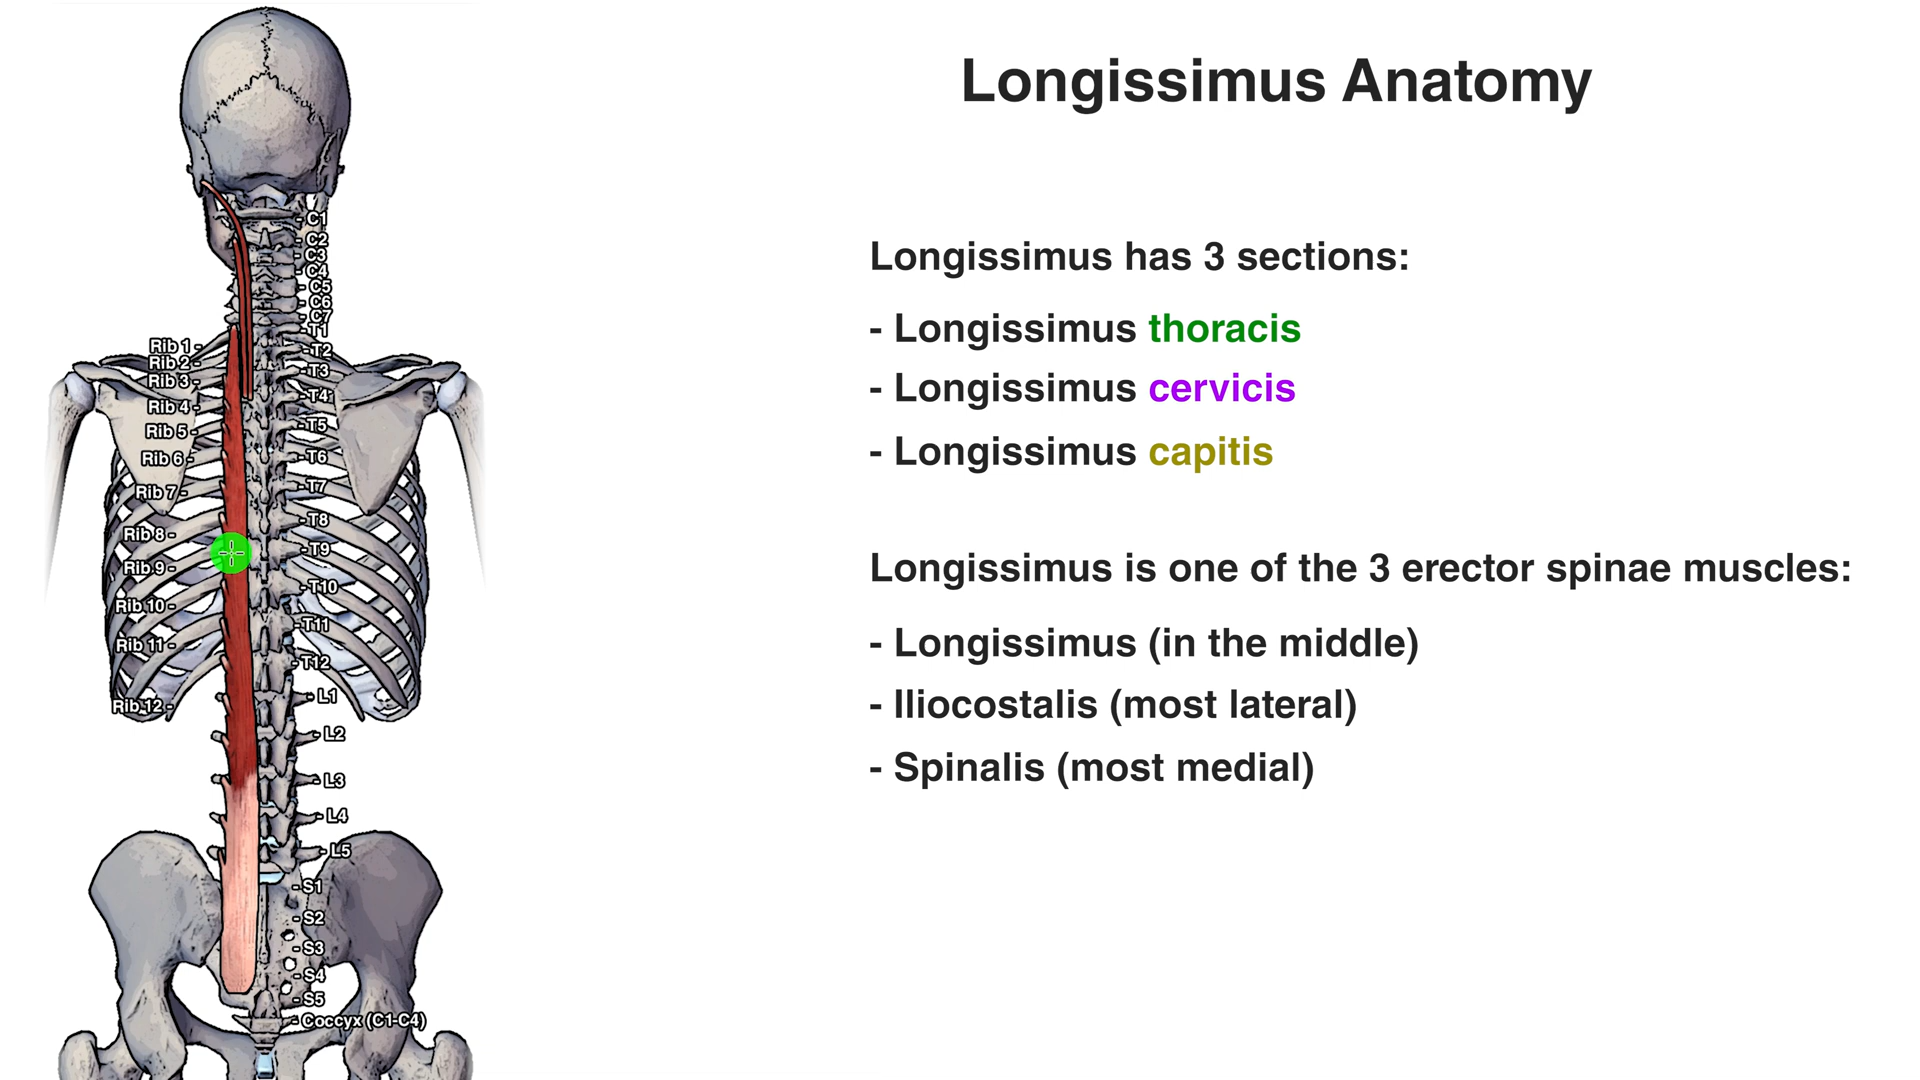 Longissimus Anatomy
Longissimus has 3 sections:
- Longissimus thoracis
- Longissimus cervicis
- Longissimus capitis
Longissimus is one of the 3 erector spinae muscles:
- Longissimus (in the middle)
- Iliocostalis (most lateral)
- Spinalis (most medial)
- C1
- C2
- C3
- C4
- C5
- C6
- C7
- T1
- T2
- T3
- T4
- T5
- T6
- T7
- T8
- T9
- T10
- T11
- T12
- L1
- L2
- L3
- L4
- L5
- S1
- S2
- S3
- S4
- S5
- Coccyx (C1-C4)
Rib 1 -
Rib 2 -
Rib 3 -
Rib 4 -
Rib 5 -
Rib 6 -
Rib 7 -
Rib 8 -
Rib 9 -
Rib 10 -
Rib 11 -
Rib 12 -